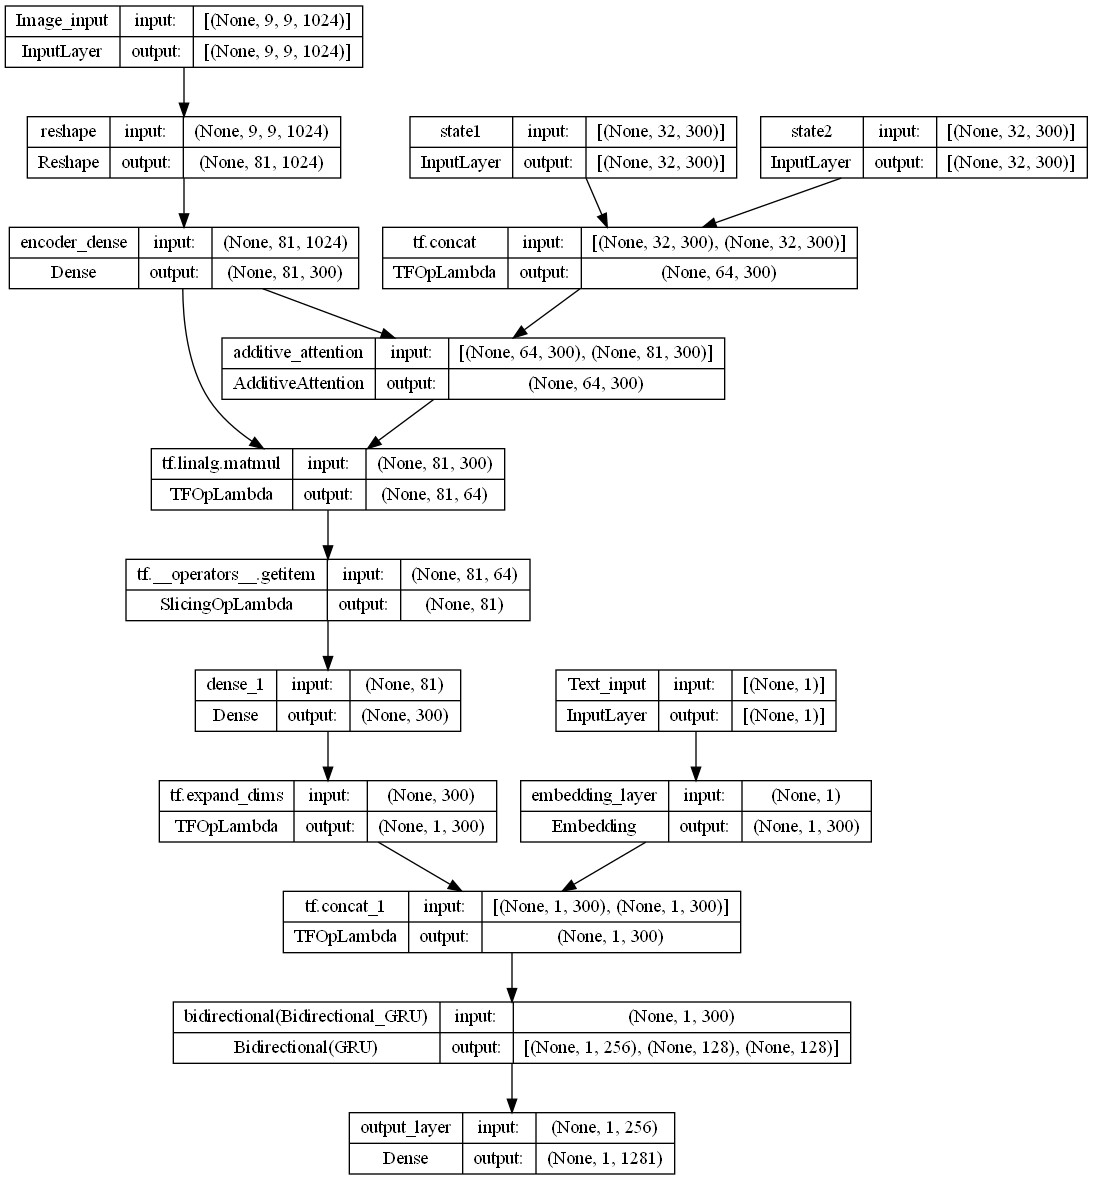 Image_input input: [(None, 9, 9, 1024)]
InputLayer output: [(None, 9, 9, 1024)]
reshape input: (None, 9, 9, 1024)
Reshape output: (None, 81, 1024)
state1 input: [(None, 32, 300)]
InputLayer output: [(None, 32, 300)]
state2 input: [(None, 32, 300)]
InputLayer output: [(None, 32, 300)]
encoder_dense input: (None, 81, 1024)
Dense output: (None, 81, 300)
tf.concat input: [(None, 32, 300), (None, 32, 300)]
TFOpLambda output: (None, 64, 300)
additive_attention input: [(None, 64, 300), (None, 81, 300)]
AdditiveAttention output: (None, 64, 300)
tf.linalg.matmul input: (None, 81, 300)
TFOpLambda output: (None, 81, 64)
tf.__operators__.getitem input: (None, 81, 64)
SlicingOpLambda output: (None, 81)
dense_1 input: (None, 81)
Dense output: (None, 300)
Text_input input: [(None, 1)]
InputLayer output: [(None, 1)]
tf.expand_dims input: (None, 300)
TFOpLambda output: (None, 1, 300)
embedding_layer input: (None, 1)
Embedding output: (None, 1, 300)
tf.concat_1 input: [(None, 1, 300), (None, 1, 300)]
TFOpLambda output: (None, 1, 300)
bidirectional(Bidirectional_GRU) input: (None, 1, 300)
Bidirectional(GRU) output: [(None, 1, 256), (None, 128), (None, 128)]
output_layer input: (None, 1, 256)
Dense output: (None, 1, 1281)